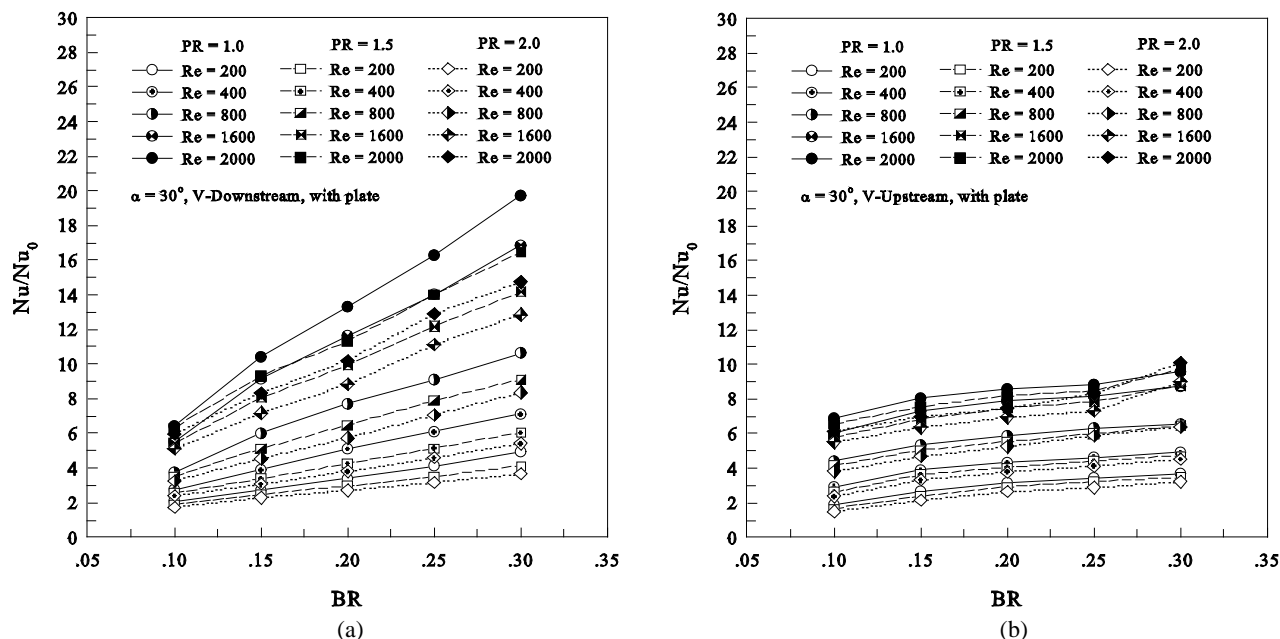 30
28
26
24
22
20
18
16
14
12
10
8
6
4
2
0
Nu/Nu0
PR = 1.0 PR = 1.5 PR = 2.0
Re = 200 Re = 200 Re = 200
Re = 400 Re = 400 Re = 400
Re = 800 Re = 800 Re = 800
Re = 1600 Re = 1600 Re = 1600
Re = 2000 Re = 2000 Re = 2000
α = 30°, V-Downstream, with plate
.05 .10 .15 .20 .25 .30 .35
BR
(a)
30
28
26
24
22
20
18
16
14
12
10
8
6
4
2
0
Nu/Nu0
PR = 1.0 PR = 1.5 PR = 2.0
Re = 200 Re = 200 Re = 200
Re = 400 Re = 400 Re = 400
Re = 800 Re = 800 Re = 800
Re = 1600 Re = 1600 Re = 1600
Re = 2000 Re = 2000 Re = 2000
α = 30°, V-Upstream, with plate
.05 .10 .15 .20 .25 .30 .35
BR
(b)